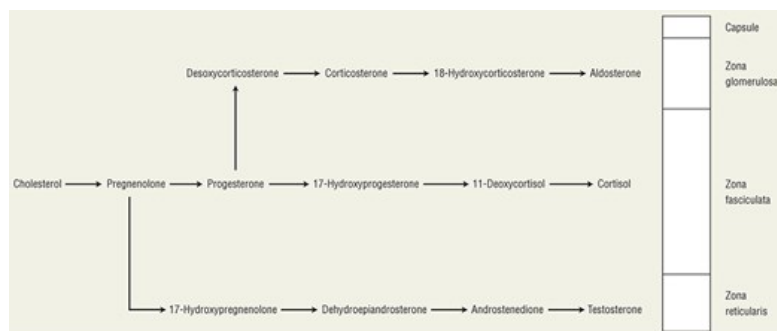 Capsule
Desoxycorticosterone Corticosterone 18-Hydroxycorticosterone Aldosterone
Zona
glomerulosa
Cholesterol Pregnenolone Progesterone 17-Hydroxyprogesterone 11-Deoxycortisol Cortisol
Zona
fasciculata
17-Hydroxypregnenolone Dehydroepiandrosterone Androstenedione Testosterone
Zona
reticularis